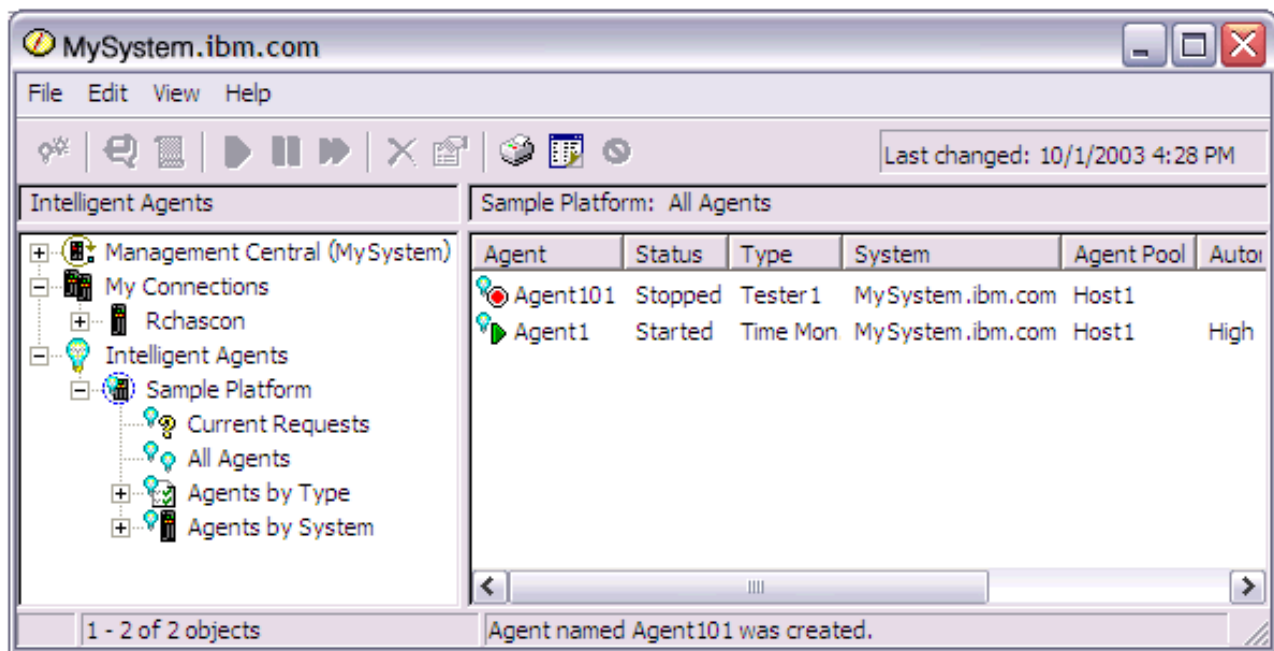 MySystem.ibm.com
File Edit View Help
Last changed: 10/1/2003 4:28 PM
Intelligent Agents
Sample Platform: All Agents
Management Central (MySystem)
My Connections
Rchascon
Intelligent Agents
Sample Platform
Current Requests
All Agents
Agents by Type
Agents by System
Agent Status Type System Agent Pool Autor
Agent101 Stopped Tester1 MySystem.ibm.com Host1
Agent1 Started Time Mon MySystem.ibm.com Host1 High
1 - 2 of 2 objects
Agent named Agent101 was created.